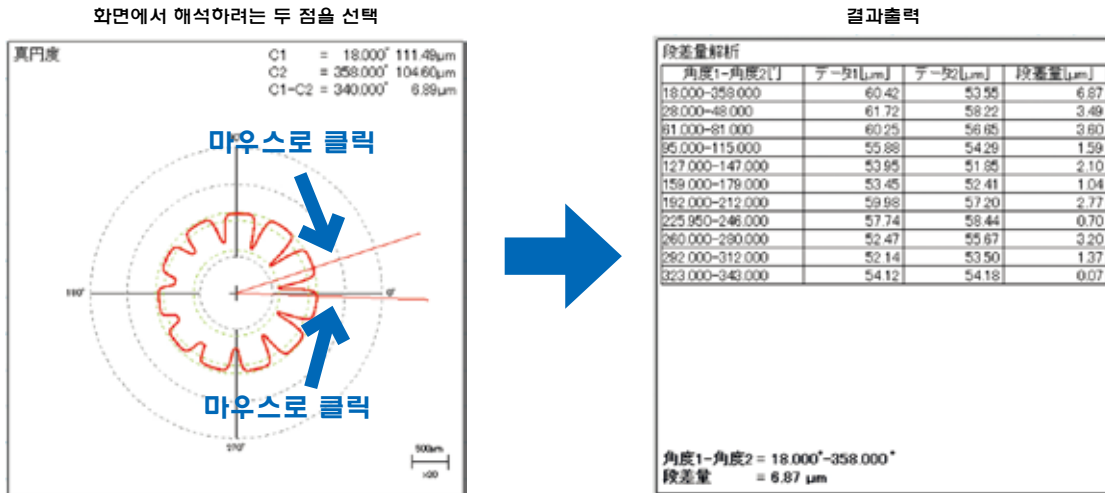 화면에서 해석하려는 두 점을 선택
真円度
C1 = 18.000° 111.49μm
C2 = 358.000° 104.60μm
C1-C2 = 340.000° 6.89μm
마우스로 클릭
180°
0°
마우스로 클릭
270°
500μm
×20
결과출력
段差量解析
角度1-角度2[°] データ1[μm] データ2[μm] 段差量[μm]
18.000-358.000 60.42 53.55 6.87
28.000-48.000 61.72 58.22 3.49
61.000-81.000 60.25 56.65 3.60
95.000-115.000 55.88 54.29 1.59
127.000-147.000 53.95 51.85 2.10
159.000-179.000 53.45 52.41 1.04
192.000-212.000 59.98 57.20 2.77
225.950-246.000 57.74 58.44 0.70
260.000-280.000 52.47 55.67 3.20
292.000-312.000 52.14 53.50 1.37
323.000-343.000 54.12 54.18 0.07
角度1-角度2 = 18.000°-358.000°
段差量 = 6.87 μm